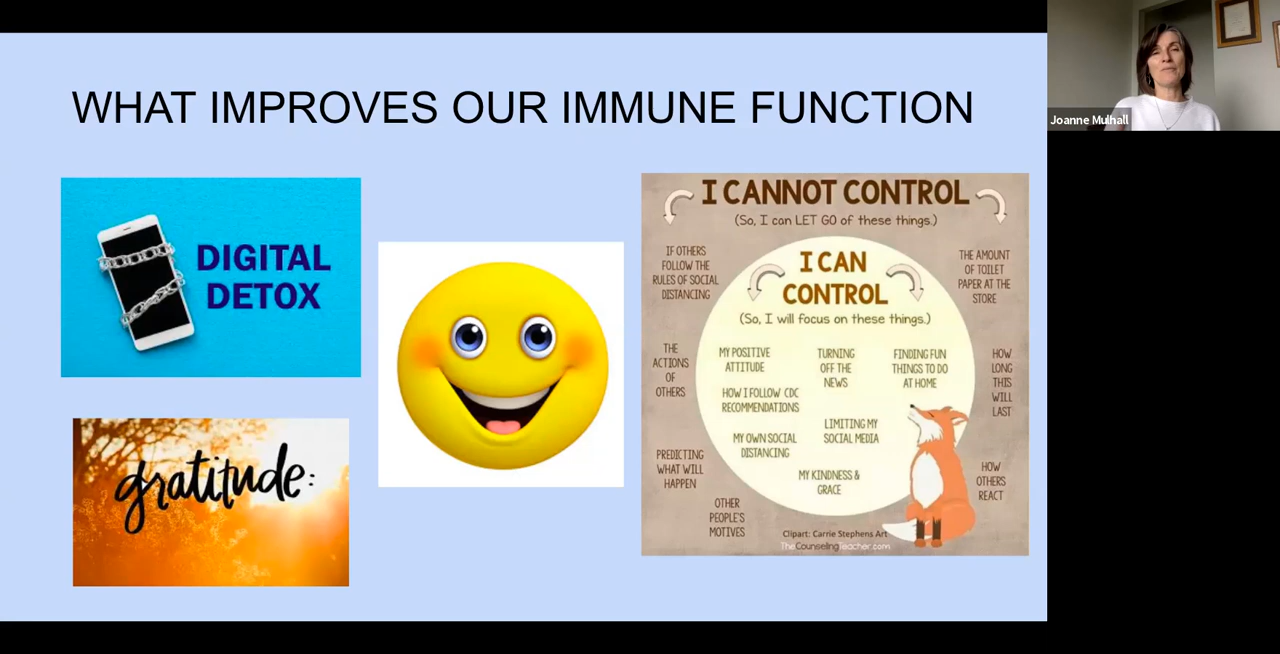 WHAT IMPROVES OUR IMMUNE FUNCTION
Joanne Mulhall
DIGITAL
DETOX
gratitude:
I CANNOT CONTROL
(So, I can LET GO of these things.)
IF OTHERS
FOLLOW THE
RULES OF SOCIAL
DISTANCING
THE
ACTIONS
OF
OTHERS
PREDICTING
WHAT WILL
HAPPEN
OTHER
PEOPLE'S
MOTIVES
I CAN
CONTROL
(So, I will focus on these things.)
MY POSITIVE
ATTITUDE
TURNING
OFF THE
NEWS
FINDING FUN
THINGS TO DO
AT HOME
HOW I FOLLOW CDC
RECOMMENDATIONS
LIMITING MY
SOCIAL MEDIA
MY OWN SOCIAL
DISTANCING
MY KINDNESS &
GRACE
THE AMOUNT
OF TOILET
PAPER AT THE
STORE
HOW
LONG
THIS
WILL
LAST
HOW
OTHERS
REACT
Clipart: Carrie Stephens Art
TheCounselingTeacher.com